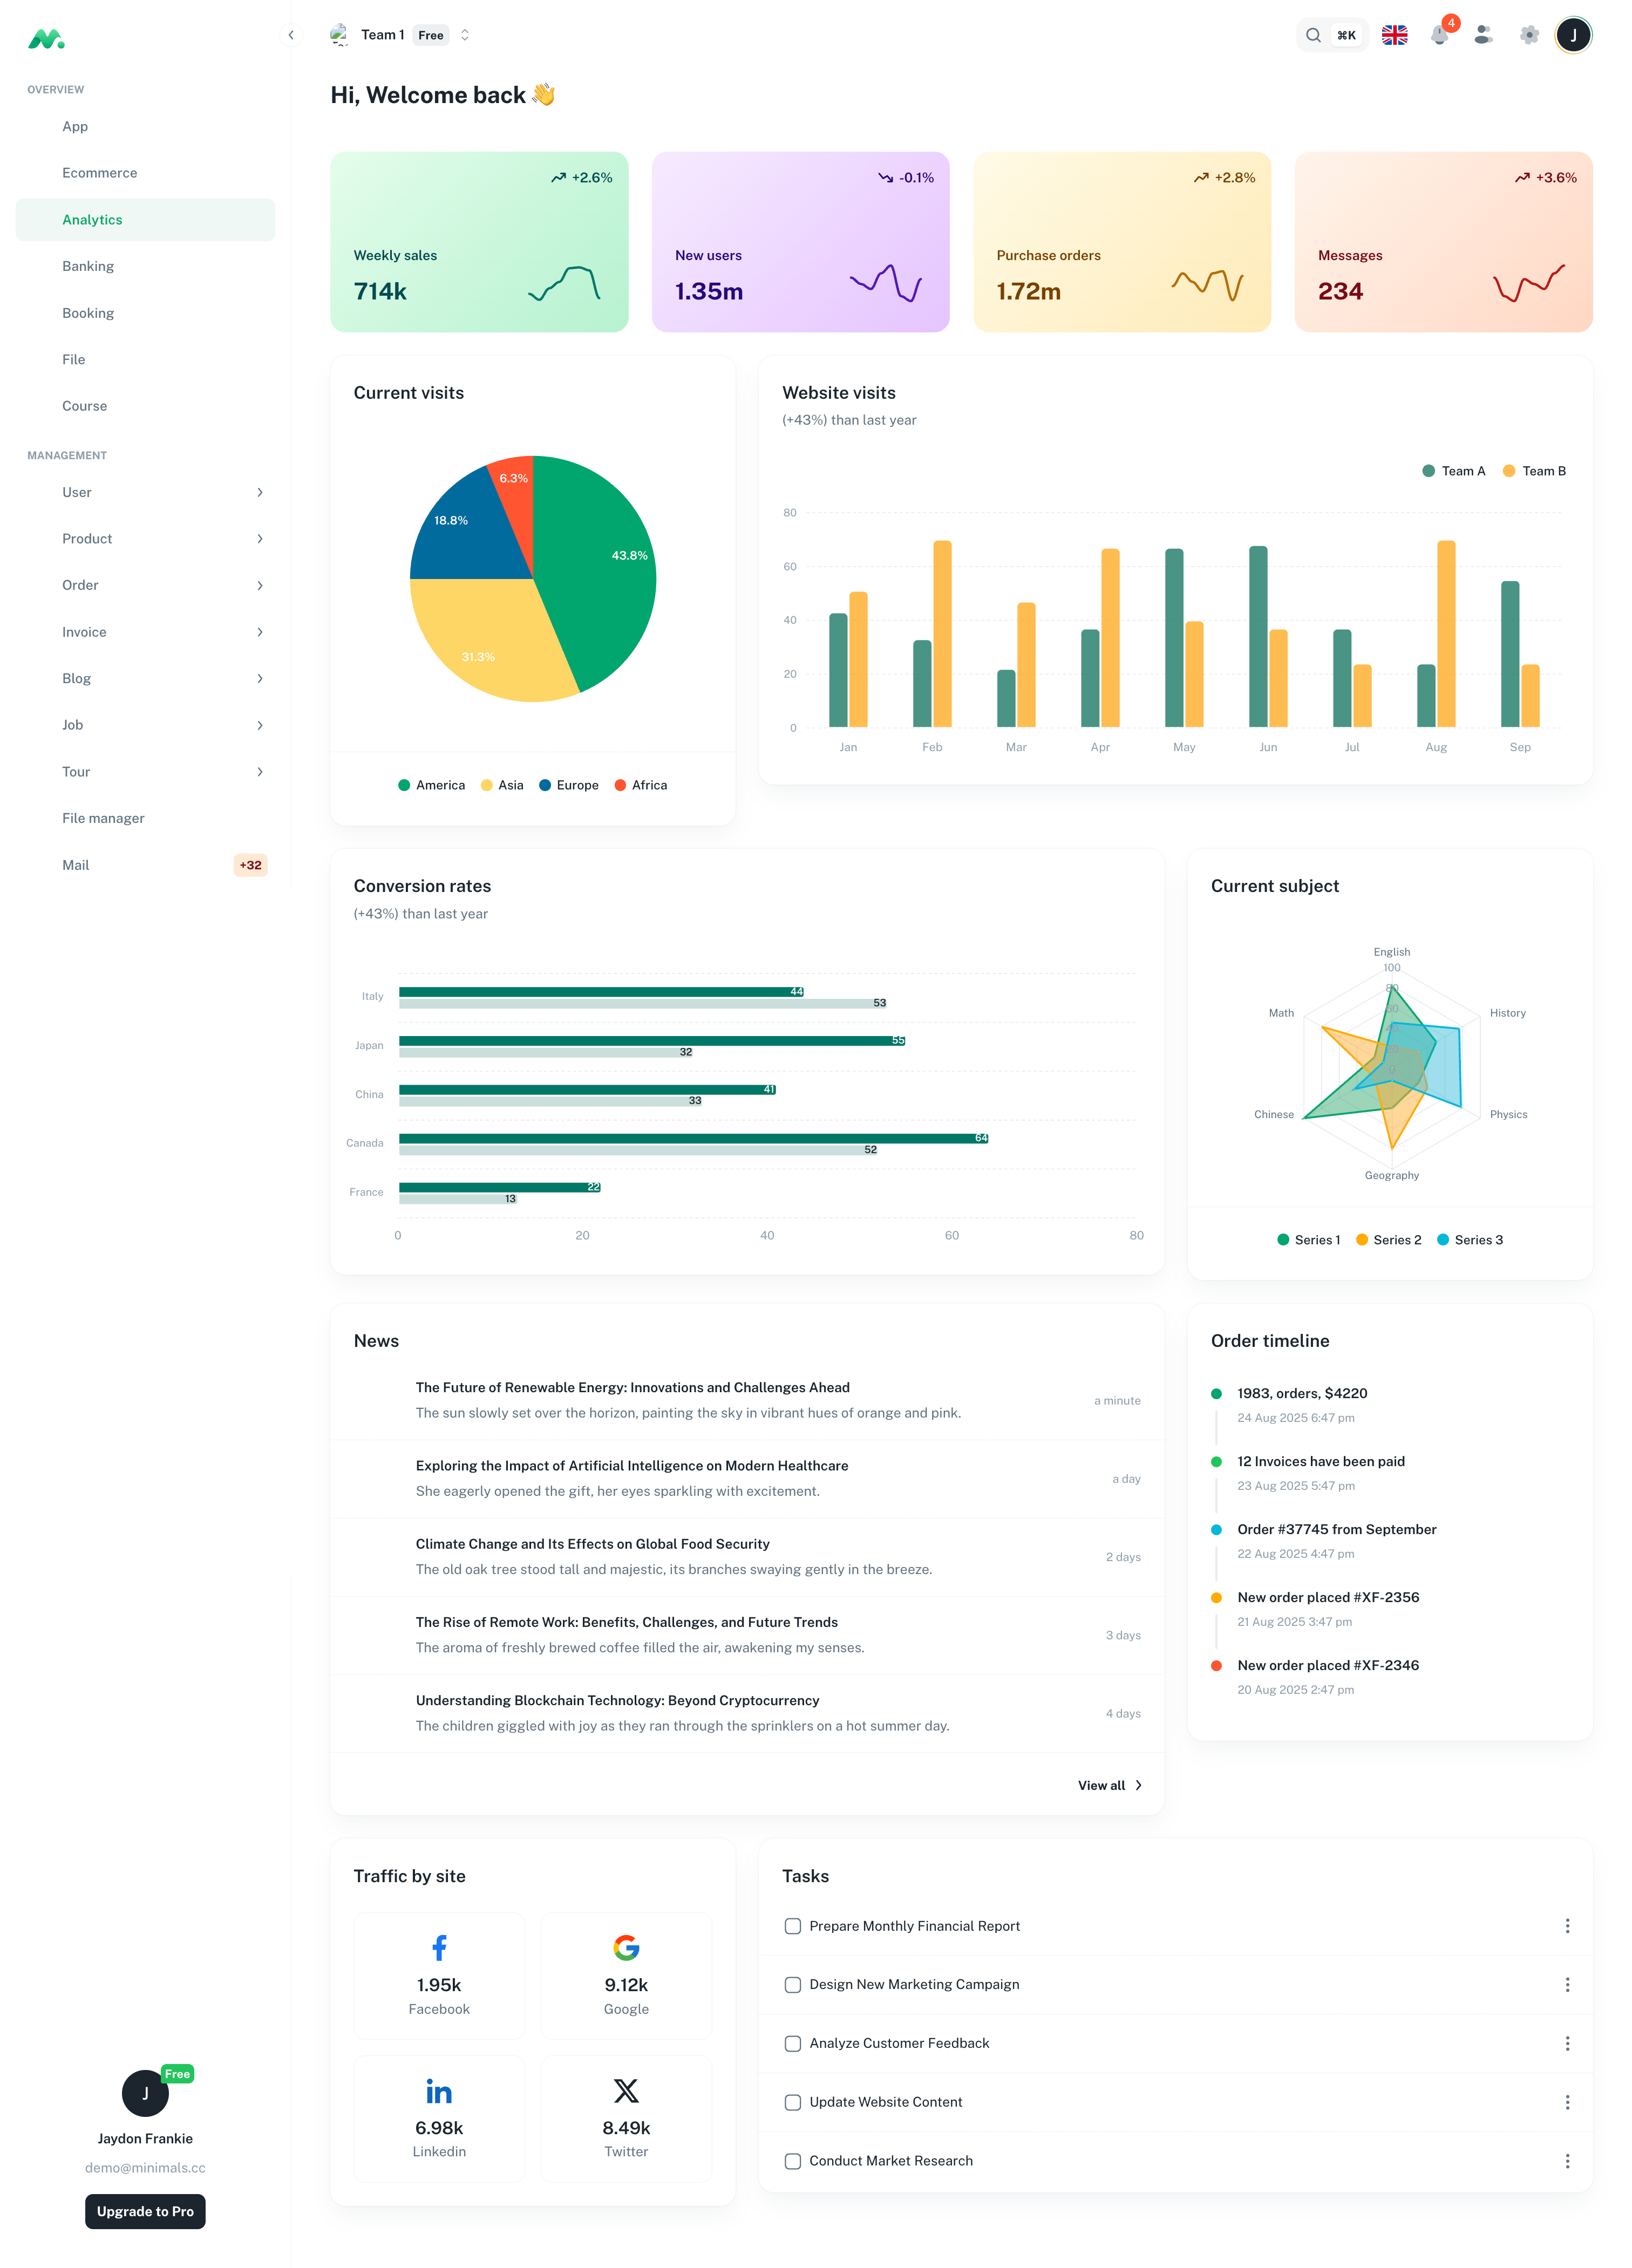 Team 1 Free
⌘K
4
J
OVERVIEW
App
Ecommerce
Analytics
Banking
Booking
File
Course
MANAGEMENT
User
Product
Order
Invoice
Blog
Job
Tour
File manager
Mail +32
J
Free
Jaydon Frankie
demo@minimals.cc
Upgrade to Pro
Hi, Welcome back 👋
+2.6%
Weekly sales
714k
-0.1%
New users
1.35m
+2.8%
Purchase orders
1.72m
+3.6%
Messages
234
Current visits
6.3%
18.8%
43.8%
31.3%
America Asia Europe Africa
Website visits
(+43%) than last year
Team A Team B
80
60
40
20
0
Jan Feb Mar Apr May Jun Jul Aug Sep
Conversion rates
(+43%) than last year
Italy 44
53
Japan 55
32
China 41
33
Canada 64
52
France 22
13
0 20 40 60 80
Current subject
English
100
80
Math
History
Chinese
Physics
Geography
Series 1 Series 2 Series 3
News
The Future of Renewable Energy: Innovations and Challenges Ahead
The sun slowly set over the horizon, painting the sky in vibrant hues of orange and pink.
a minute
Exploring the Impact of Artificial Intelligence on Modern Healthcare
She eagerly opened the gift, her eyes sparkling with excitement.
a day
Climate Change and Its Effects on Global Food Security
The old oak tree stood tall and majestic, its branches swaying gently in the breeze.
2 days
The Rise of Remote Work: Benefits, Challenges, and Future Trends
The aroma of freshly brewed coffee filled the air, awakening my senses.
3 days
Understanding Blockchain Technology: Beyond Cryptocurrency
The children giggled with joy as they ran through the sprinklers on a hot summer day.
4 days
View all
Order timeline
1983, orders, $4220
24 Aug 2025 6:47 pm
12 Invoices have been paid
23 Aug 2025 5:47 pm
Order #37745 from September
22 Aug 2025 4:47 pm
New order placed #XF-2356
21 Aug 2025 3:47 pm
New order placed #XF-2346
20 Aug 2025 2:47 pm
Traffic by site
1.95k
Facebook
9.12k
Google
6.98k
Linkedin
8.49k
Twitter
Tasks
Prepare Monthly Financial Report
Design New Marketing Campaign
Analyze Customer Feedback
Update Website Content
Conduct Market Research